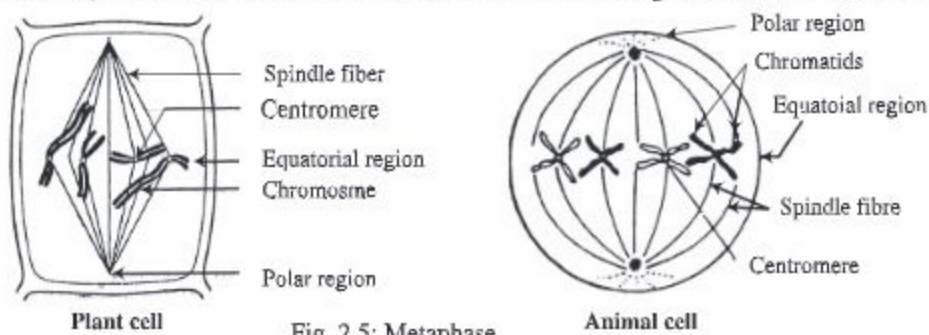 Spindle fiber
Centromere
Equatorial region
Chromosme
Polar region
Plant cell
Polar region
Chromatids
Equatoial region
Spindle fibre
Centromere
Animal cell
Fig. 2.5: Metaphase